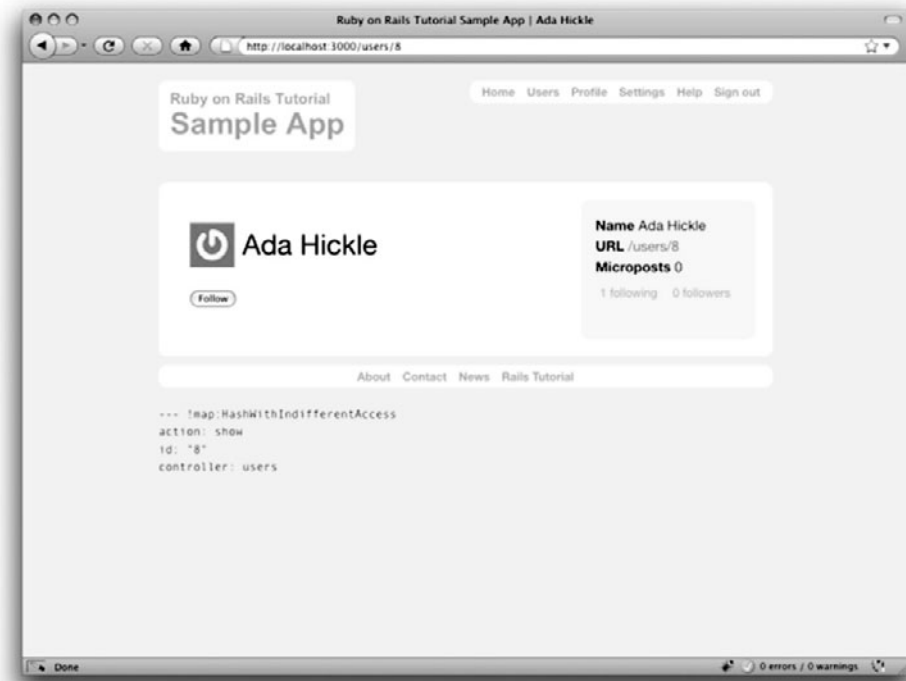 Ruby on Rails Tutorial Sample App | Ada Hickle
http://localhost:3000/users/8
Ruby on Rails Tutorial
Sample App
Home Users Profile Settings Help Sign out
Ada Hickle
Follow
Name Ada Hickle
URL /users/8
Microposts 0
1 following 0 followers
About Contact News Rails Tutorial
--- !map:HashWithIndifferentAccess
action: show
id: "8"
controller: users
Done
0 errors / 0 warnings